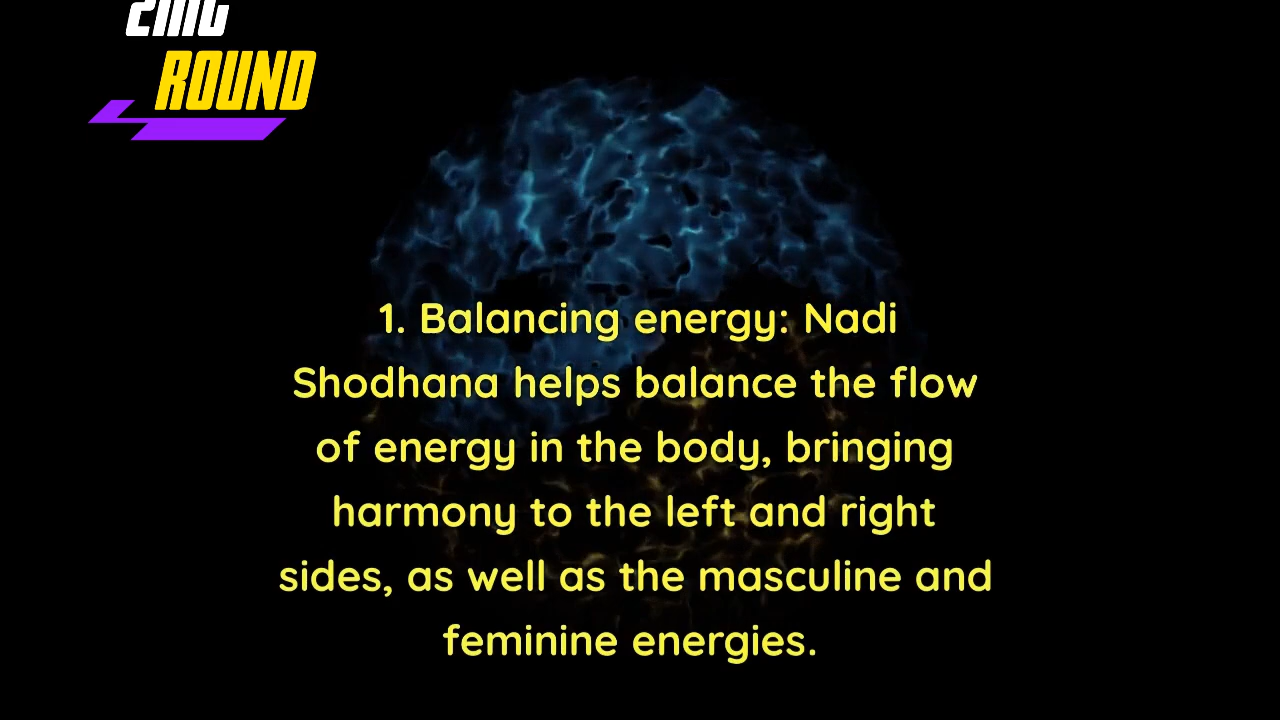 ROUND
1. Balancing energy: Nadi
Shodhana helps balance the flow
of energy in the body, bringing
harmony to the left and right
sides, as well as the masculine and
feminine energies.